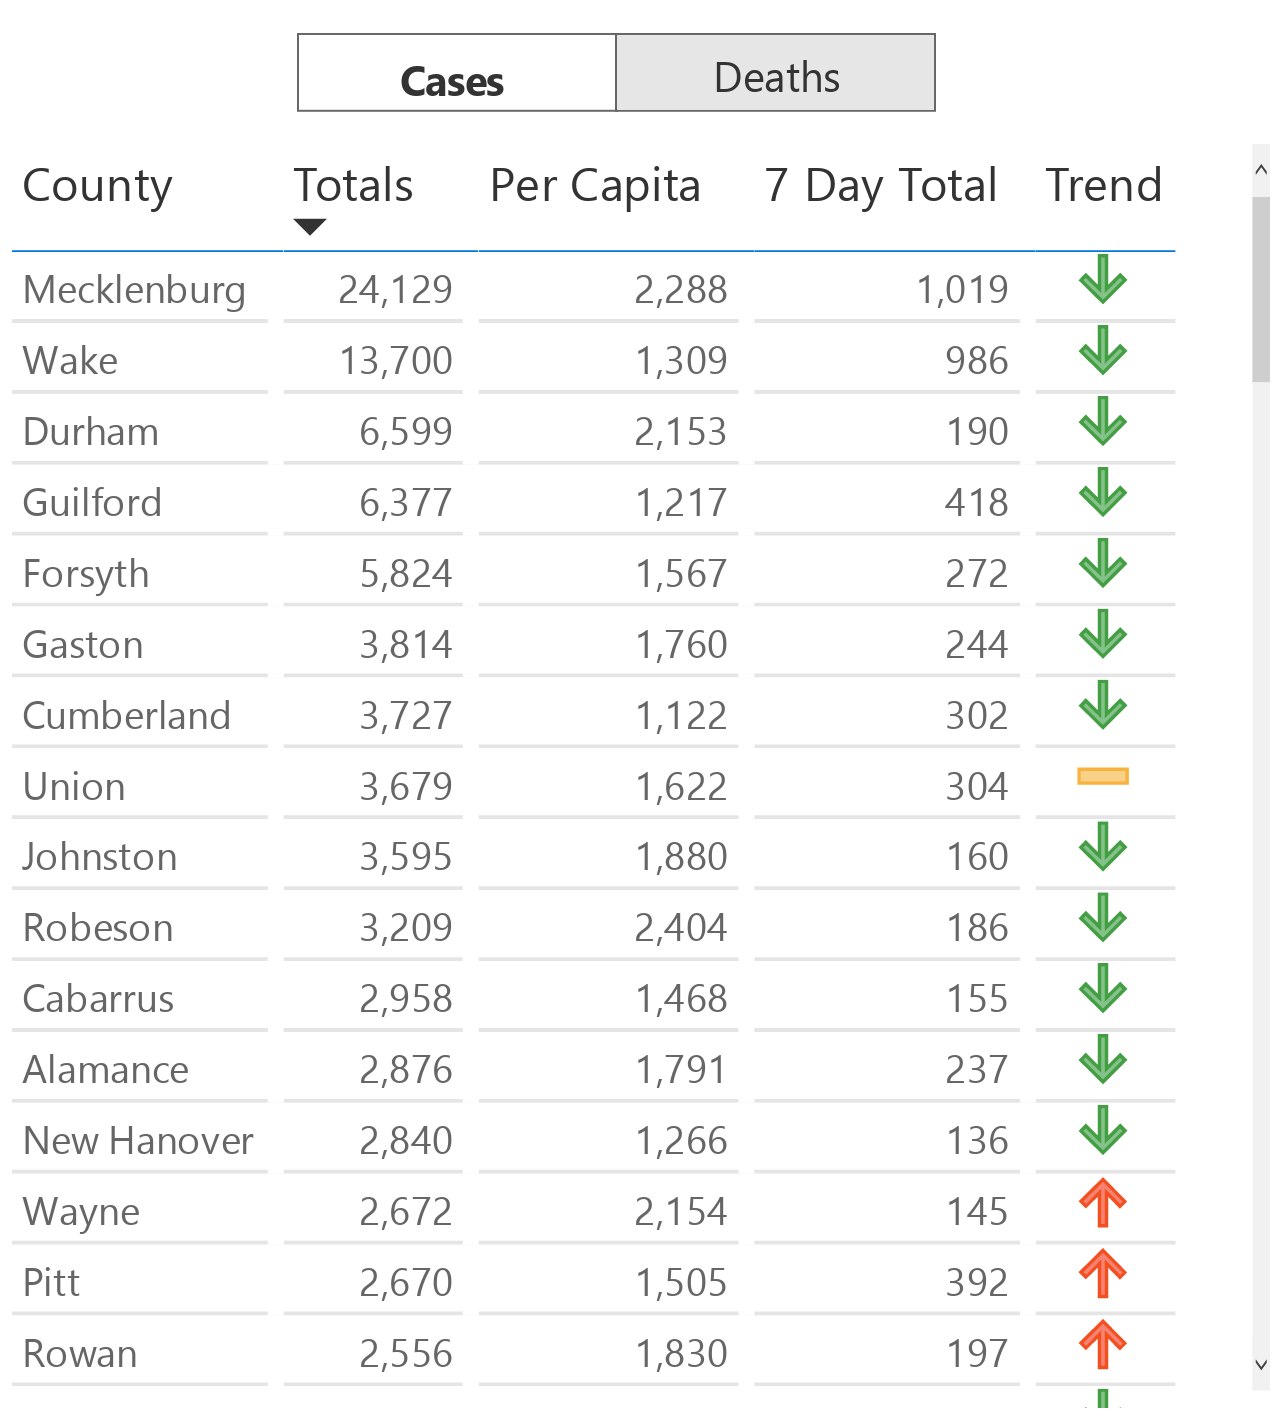 Cases Deaths
County Totals Per Capita 7 Day Total Trend
Mecklenburg 24,129 2,288 1,019
Wake 13,700 1,309 986
Durham 6,599 2,153 190
Guilford 6,377 1,217 418
Forsyth 5,824 1,567 272
Gaston 3,814 1,760 244
Cumberland 3,727 1,122 302
Union 3,679 1,622 304
Johnston 3,595 1,880 160
Robeson 3,209 2,404 186
Cabarrus 2,958 1,468 155
Alamance 2,876 1,791 237
New Hanover 2,840 1,266 136
Wayne 2,672 2,154 145
Pitt 2,670 1,505 392
Rowan 2,556 1,830 197